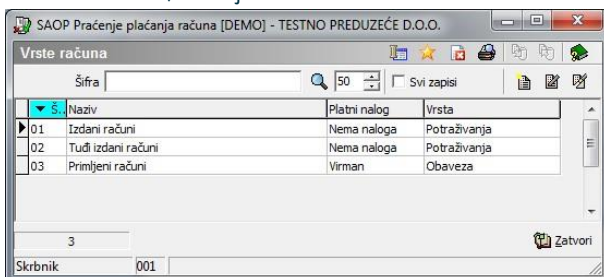 SAOP Praćenje plaćanja računa [DEMO] - TESTNO PREDUZEĆE D.O.O.
Vrste računa
Šifra 50 Svi zapisi
Š.. Naziv Platni nalog Vrsta
01 Izdani računi Nema naloga Potraživanja
02 Tuđi izdani računi Nema naloga Potraživanja
03 Primljeni računi Virman Obaveza
3 Zatvori
Skrbnik 001